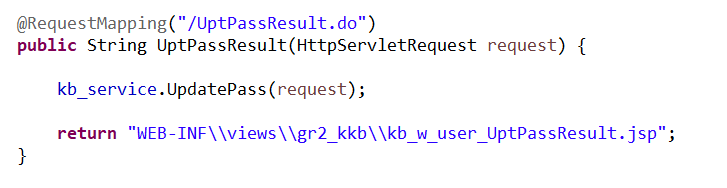 @RequestMapping("/UptPassResult.do")
public String UptPassResult(HttpServletRequest request) {
kb_service.UpdatePass(request);
return "WEB-INF\\views\\gr2_kkb\\kb_w_user_UptPassResult.jsp";
}